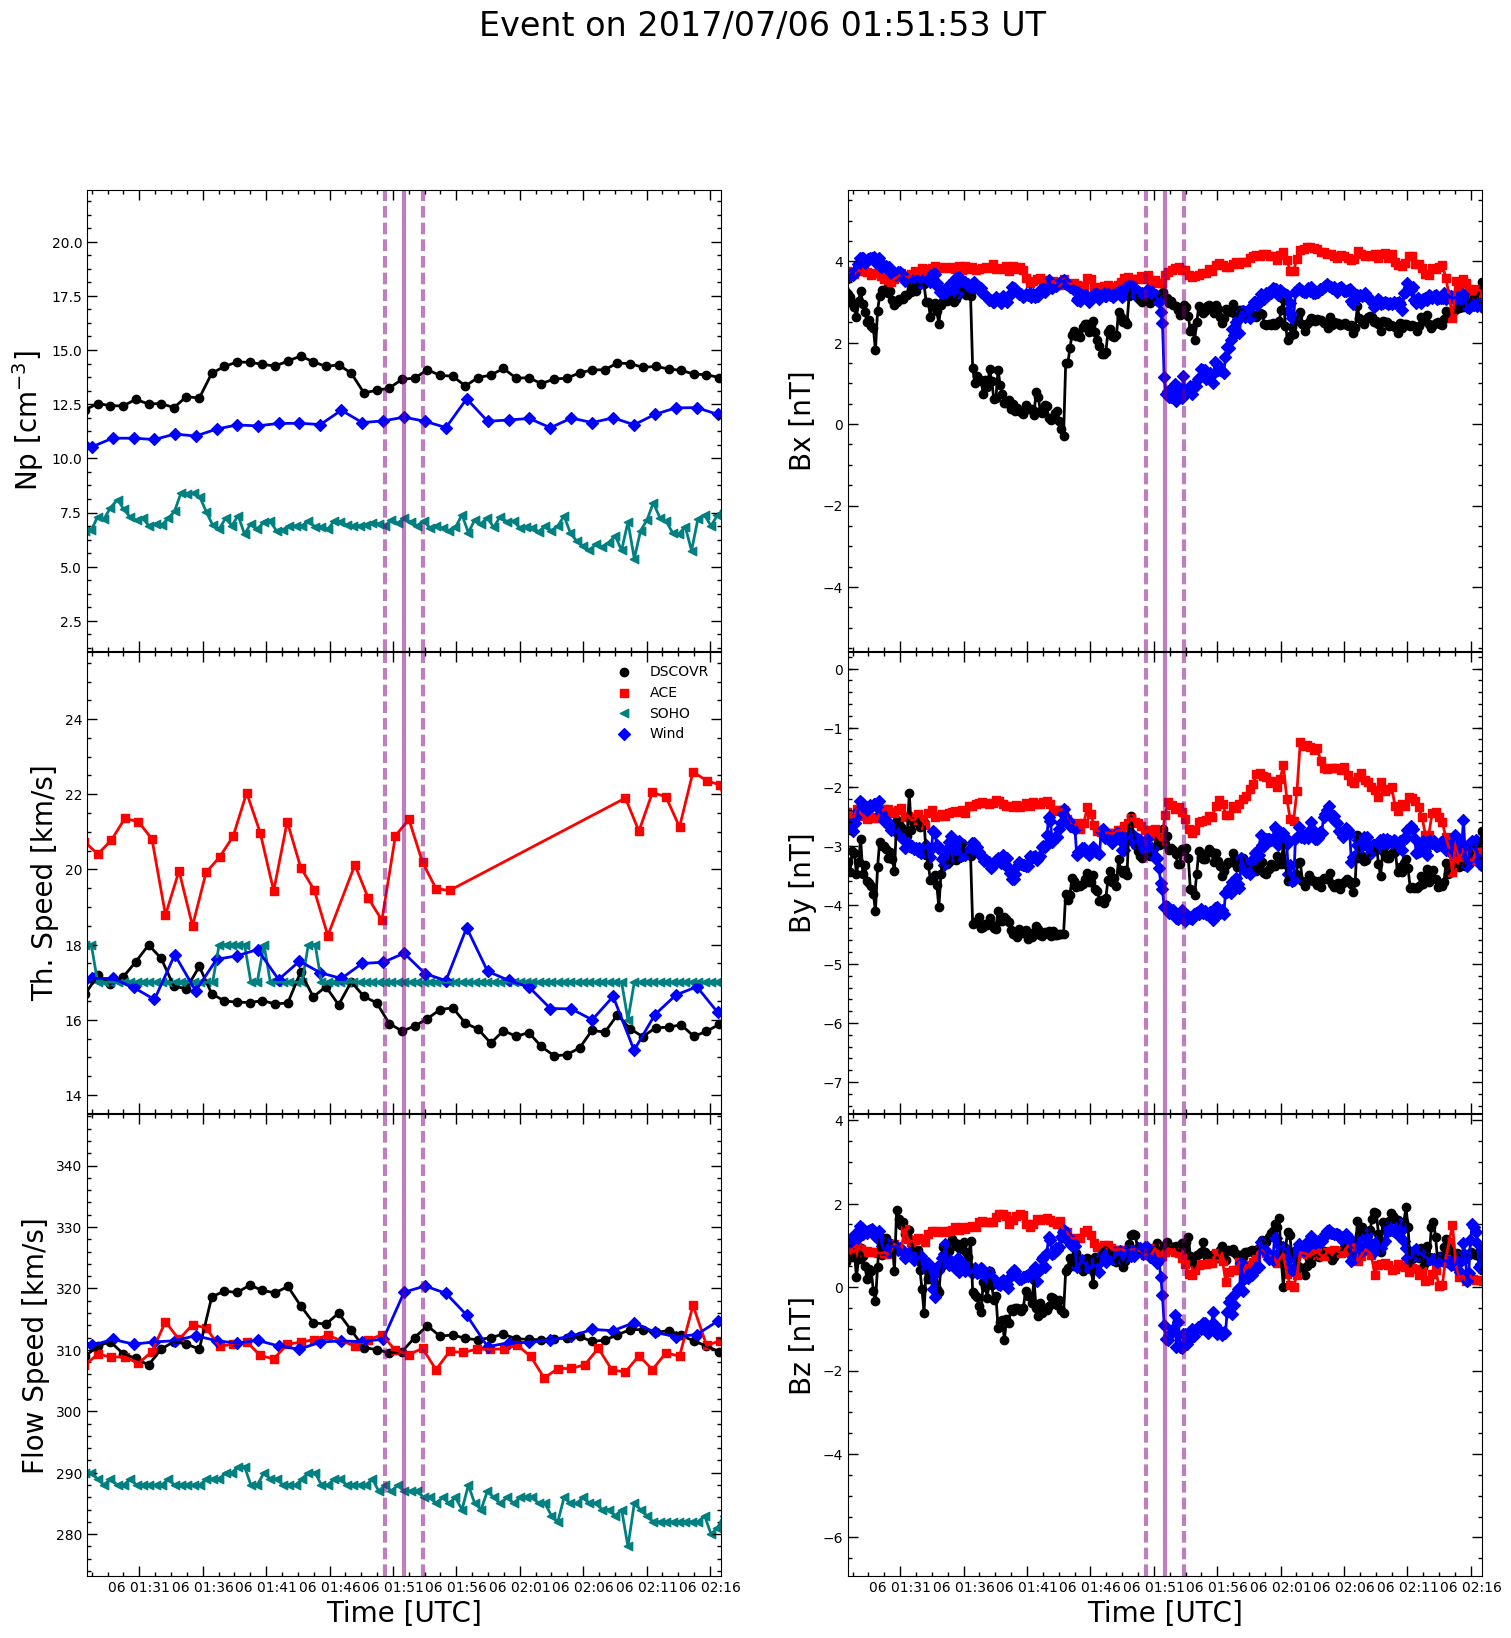 Event on 2017/07/06 01:51:53 UT
Np [cm⁻³]
20.0
17.5
15.0
12.5
10.0
7.5
5.0
2.5
Th. Speed [km/s]
24
22
20
18
16
14
DSCOVR
ACE
SOHO
Wind
Flow Speed [km/s]
340
330
320
310
300
290
280
06 01:31 06 01:36 06 01:41 06 01:46 06 01:51 06 01:56 06 02:01 06 02:06 06 02:11 06 02:16
Time [UTC]
Bx [nT]
4
2
0
−2
−4
By [nT]
0
−1
−2
−3
−4
−5
−6
−7
Bz [nT]
4
2
0
−2
−4
−6
06 01:31 06 01:36 06 01:41 06 01:46 06 01:51 06 01:56 06 02:01 06 02:06 06 02:11 06 02:16
Time [UTC]